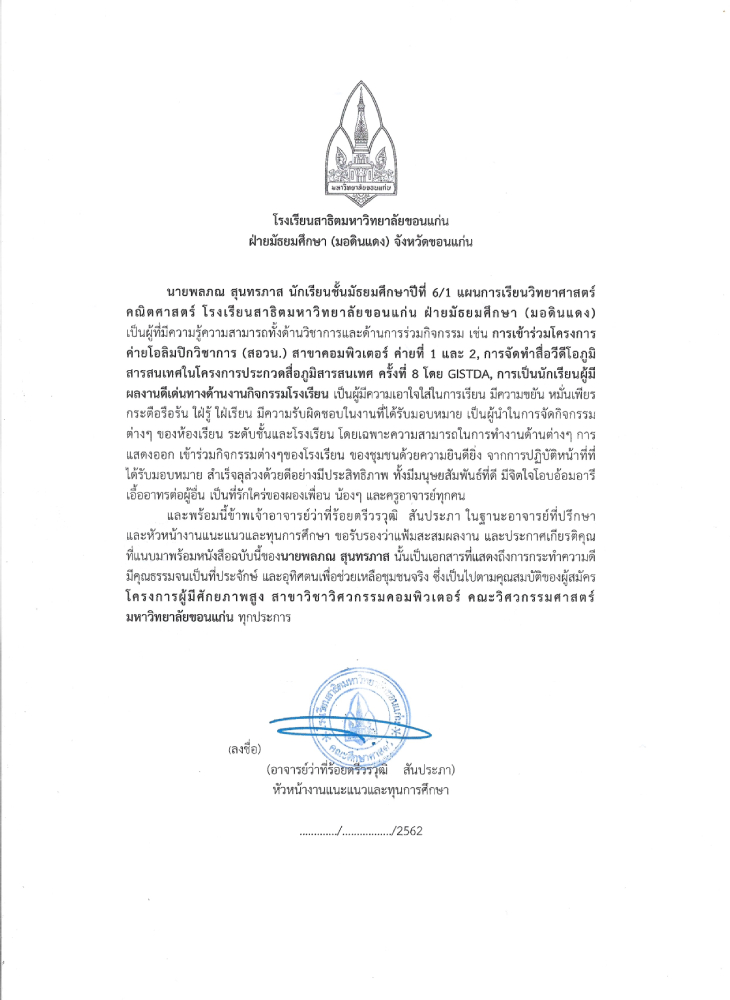 มหาวิทยาลัยขอนแก่น
โรงเรียนสาธิตมหาวิทยาลัยขอนแก่น
ฝ่ายมัธยมศึกษา (มอดินแดง) จังหวัดขอนแก่น
นายพลภณ สุนทรภาส นักเรียนชั้นมัธยมศึกษาปีที่ 6/1 แผนการเรียนวิทยาศาสตร์
คณิตศาสตร์ โรงเรียนสาธิตมหาวิทยาลัยขอนแก่น ฝ่ายมัธยมศึกษา (มอดินแดง)
เป็นผู้ที่มีความรู้ความสามารถทั้งด้านวิชาการและด้านการร่วมกิจกรรม เช่น การเข้าร่วมโครงการ
ค่ายโอลิมปิกวิชาการ (สอวน.) สาขาคอมพิวเตอร์ ค่ายที่ 1 และ 2, การจัดทำสื่อวีดีโอภูมิ
สารสนเทศในโครงการประกวดสื่อภูมิสารสนเทศ ครั้งที่ 8 โดย GISTDA, การเป็นนักเรียนผู้มี
ผลงานดีเด่นทางด้านงานกิจกรรมโรงเรียน เป็นผู้มีความเอาใจใส่ในการเรียน มีความขยัน หมั่นเพียร
กระตือรือร้น ใฝ่รู้ ใฝ่เรียน มีความรับผิดชอบในงานที่ได้รับมอบหมาย เป็นผู้นำในการจัดกิจกรรม
ต่างๆ ของห้องเรียน ระดับชั้นและโรงเรียน โดยเฉพาะความสามารถในการทำงานด้านต่างๆ การ
แสดงออก เข้าร่วมกิจกรรมต่างๆของโรงเรียน ของชุมชนด้วยความยินดียิ่ง จากการปฏิบัติหน้าที่ที่
ได้รับมอบหมาย สำเร็จลุล่วงด้วยดีอย่างมีประสิทธิภาพ ทั้งมีมนุษยสัมพันธ์ที่ดี มีจิตใจโอบอ้อมอารี
เอื้ออาทรต่อผู้อื่น เป็นที่รักใคร่ของผองเพื่อน น้องๆ และครูอาจารย์ทุกคน
และพร้อมนี้ข้าพเจ้าอาจารย์ว่าที่ร้อยตรีวรวุฒิ สันประภา ในฐานะอาจารย์ที่ปรึกษา
และหัวหน้างานแนะแนวและทุนการศึกษา ขอรับรองว่าแฟ้มสะสมผลงาน และประกาศเกียรติคุณ
ที่แนบมาพร้อมหนังสือฉบับนี้ของนายพลภณ สุนทรภาส นั้นเป็นเอกสารที่แสดงถึงการกระทำความดี
มีคุณธรรมจนเป็นที่ประจักษ์ และอุทิศตนเพื่อช่วยเหลือชุมชนจริง ซึ่งเป็นไปตามคุณสมบัติของผู้สมัคร
โครงการผู้มีศักยภาพสูง สาขาวิชาวิศวกรรมคอมพิวเตอร์ คณะวิศวกรรมศาสตร์
มหาวิทยาลัยขอนแก่น ทุกประการ
(ลงชื่อ)
(อาจารย์ว่าที่ร้อยตรีวรวุฒิ สันประภา)
หัวหน้างานแนะแนวและทุนการศึกษา
............./................./2562